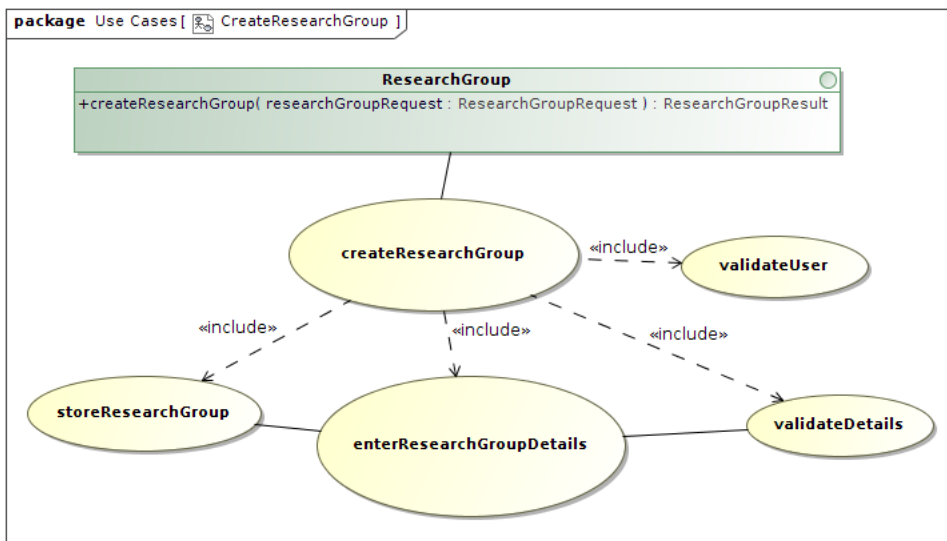 package Use Cases[ CreateResearchGroup ]
ResearchGroup
+createResearchGroup( researchGroupRequest : ResearchGroupRequest ) : ResearchGroupResult
createResearchGroup
«include»
validateUser
«include»
«include»
«include»
storeResearchGroup
enterResearchGroupDetails
validateDetails